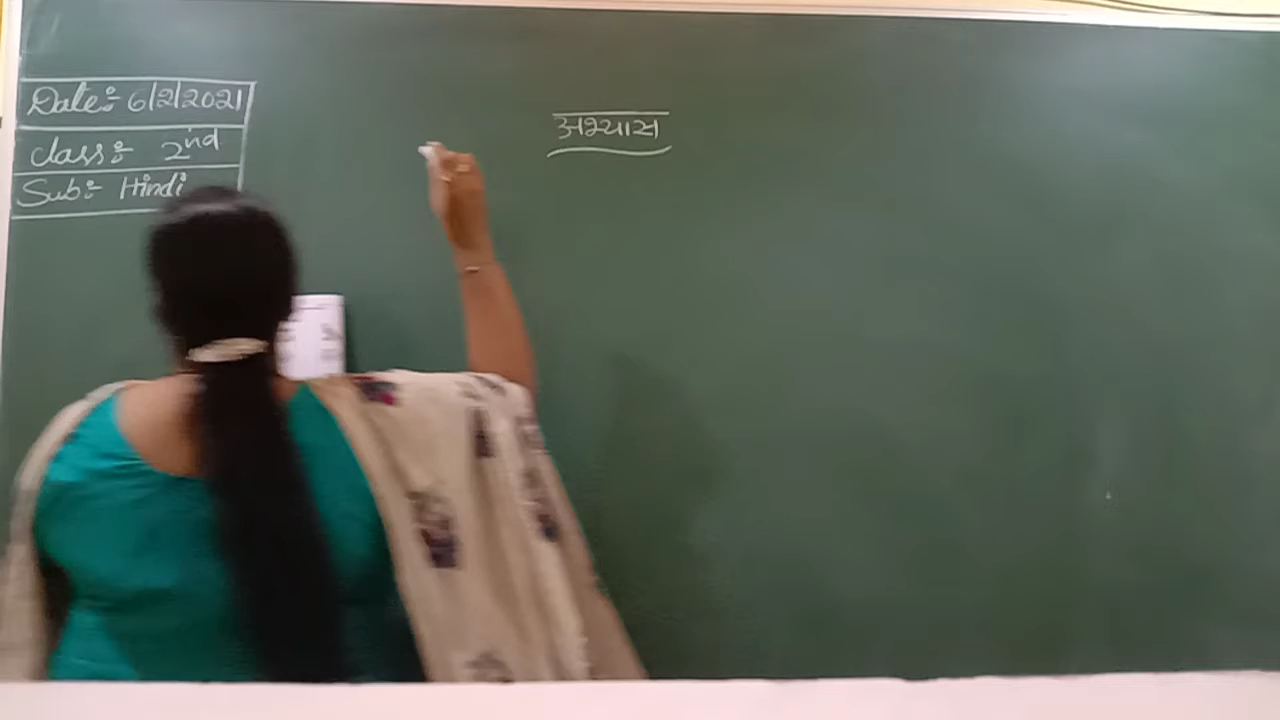 Date:- 6/2/2021
class:- 2nd
Sub:- Hindi
अभ्यास